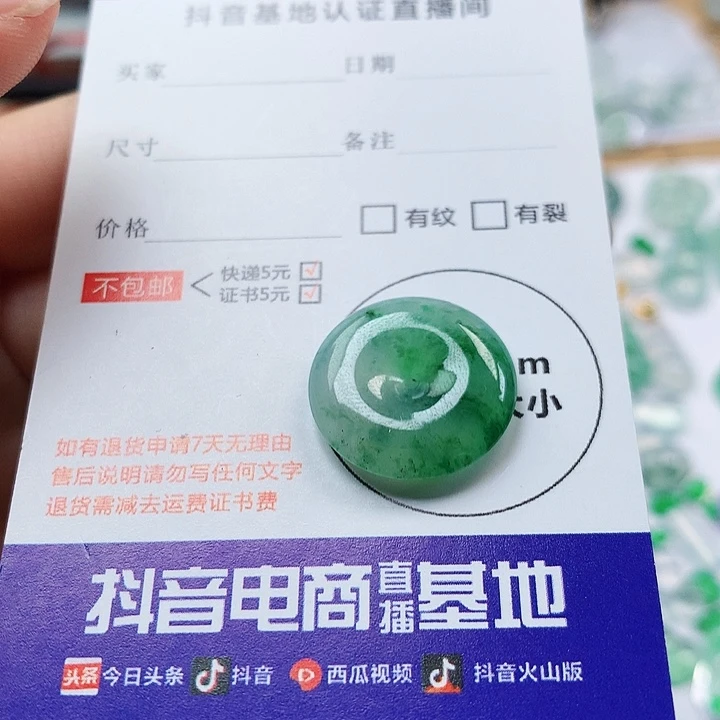 抖音基地认证直播间
买家 日期
尺寸 备注
价格 有纹 有裂
不包邮 < 快递5元
证书5元
m
大小
如有退货申请7天无理由
售后说明请勿写任何文字
退货需减去运费证书费
抖音电商直播基地
头条 今日头条 抖音 西瓜视频 抖音火山版